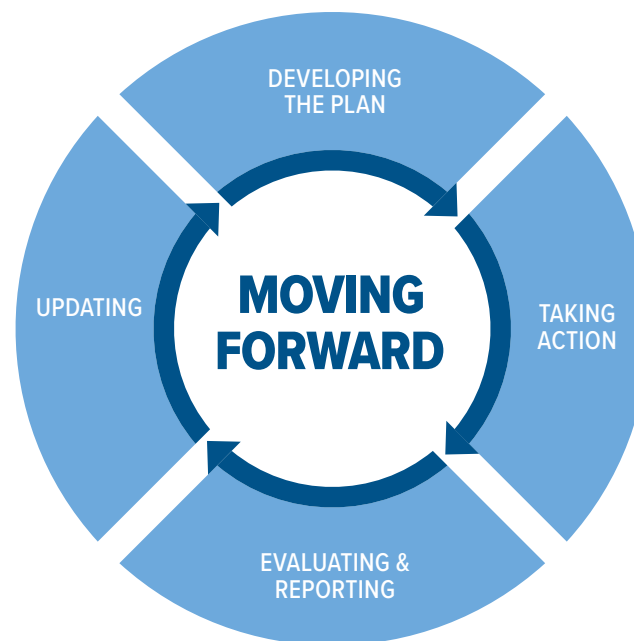 DEVELOPING
THE PLAN
UPDATING
MOVING
FORWARD
TAKING
ACTION
EVALUATING &
REPORTING